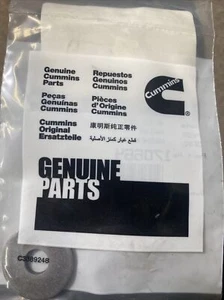 Genuine
Cummins
Parts
Repuestos
Genuinos
Cummins
Peças
Genuínas
Cummins
Pièces
d'Origine
Cummins
Cummins
Original
Ersatzteile
康明斯纯正零件
قطع غيار كمنز الأصلية
Cummins
GENUINE
PARTS